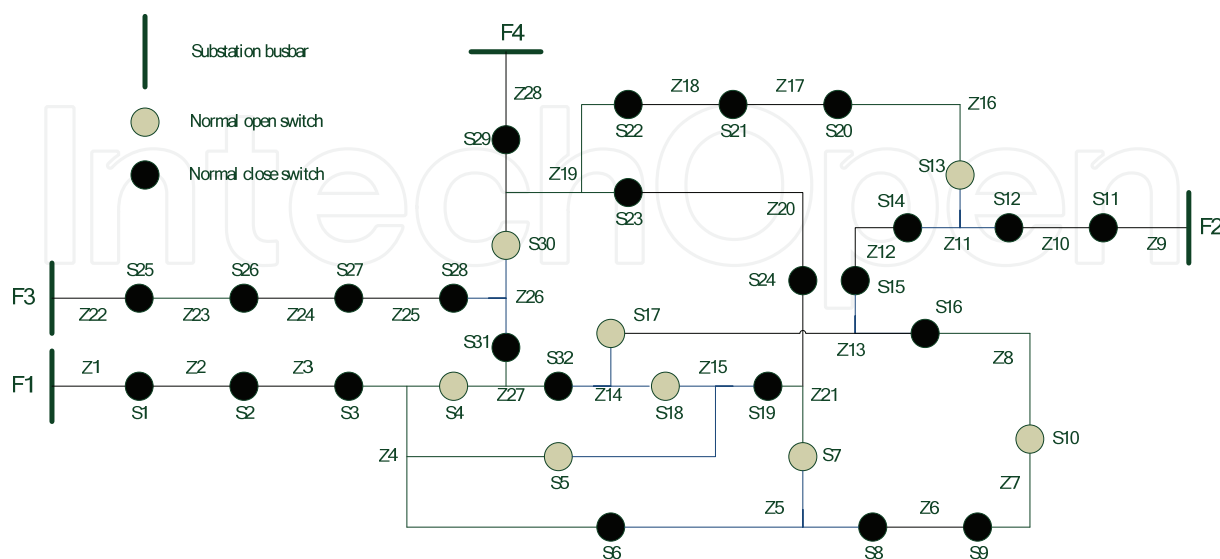 F4
Substation busbar
Z28
Z18
Z17
Z16
Normal open switch
S29
S22
S21
S20
S13
Normal close switch
Z19
S23
Z20
S14
S12
S11
F2
Z12
Z11
Z10
Z9
S30
S25
S26
S27
S28
S24
S15
F3
Z22
Z23
Z24
Z25
Z26
S17
S16
S31
Z13
Z8
F1
Z1
Z2
Z3
S32
Z15
S1
S2
S3
S4
Z27
Z14
S18
S19
Z21
Z4
S5
S7
S10
Z7
Z5
Z6
S6
S8
S9
IntechOpen